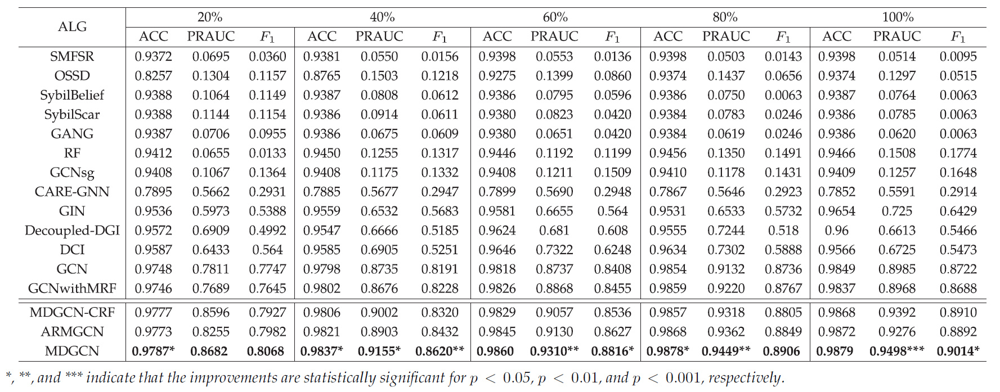 ALG 20% 40% 60% 80% 100%
ACC PRAUC F1 ACC PRAUC F1 ACC PRAUC F1 ACC PRAUC F1 ACC PRAUC F1
SMFSR 0.9372 0.0695 0.0360 0.9381 0.0550 0.0156 0.9398 0.0553 0.0136 0.9398 0.0503 0.0143 0.9398 0.0514 0.0095
OSSD 0.8257 0.1304 0.1157 0.8765 0.1503 0.1218 0.9275 0.1399 0.0860 0.9374 0.1437 0.0656 0.9374 0.1297 0.0515
SybilBelief 0.9388 0.1064 0.1149 0.9387 0.0808 0.0612 0.9386 0.0795 0.0596 0.9386 0.0750 0.0063 0.9387 0.0764 0.0063
SybilScar 0.9388 0.1144 0.1154 0.9386 0.0914 0.0611 0.9380 0.0823 0.0420 0.9384 0.0783 0.0246 0.9386 0.0785 0.0063
GANG 0.9387 0.0706 0.0955 0.9386 0.0675 0.0609 0.9380 0.0651 0.0420 0.9384 0.0619 0.0246 0.9386 0.0620 0.0063
RF 0.9412 0.0655 0.0133 0.9450 0.1255 0.1317 0.9446 0.1192 0.1199 0.9456 0.1350 0.1491 0.9466 0.1508 0.1774
GCNsg 0.9408 0.1067 0.1364 0.9408 0.1175 0.1332 0.9408 0.1211 0.1509 0.9410 0.1178 0.1431 0.9409 0.1257 0.1648
CARE-GNN 0.7895 0.5662 0.2931 0.7885 0.5677 0.2947 0.7899 0.5690 0.2948 0.7867 0.5646 0.2923 0.7852 0.5591 0.2914
GIN 0.9536 0.5973 0.5388 0.9559 0.6532 0.5683 0.9581 0.6655 0.564 0.9531 0.6533 0.5732 0.9654 0.725 0.6429
Decoupled-DGI 0.9572 0.6909 0.4992 0.9547 0.6666 0.5185 0.9624 0.681 0.608 0.9555 0.7244 0.518 0.96 0.6613 0.5466
DCI 0.9587 0.6433 0.564 0.9585 0.6905 0.5251 0.9646 0.7322 0.6248 0.9634 0.7302 0.5888 0.9566 0.6725 0.5473
GCN 0.9748 0.7811 0.7747 0.9798 0.8735 0.8191 0.9818 0.8737 0.8408 0.9854 0.9132 0.8736 0.9849 0.8985 0.8722
GCNwithMRF 0.9746 0.7689 0.7645 0.9802 0.8676 0.8228 0.9826 0.8868 0.8455 0.9859 0.9220 0.8767 0.9837 0.8968 0.8688
MDGCN-CRF 0.9777 0.8596 0.7927 0.9806 0.9002 0.8320 0.9829 0.9057 0.8536 0.9857 0.9318 0.8805 0.9868 0.9392 0.8910
ARMGCN 0.9773 0.8255 0.7982 0.9821 0.8903 0.8432 0.9845 0.9130 0.8627 0.9868 0.9362 0.8849 0.9872 0.9276 0.8892
MDGCN 0.9787* 0.8682 0.8068 0.9837* 0.9155* 0.8620** 0.9860 0.9310** 0.8816* 0.9878* 0.9449** 0.8906 0.9879 0.9498*** 0.9014*
*, **, and *** indicate that the improvements are statistically significant for p < 0.05, p < 0.01, and p < 0.001, respectively.